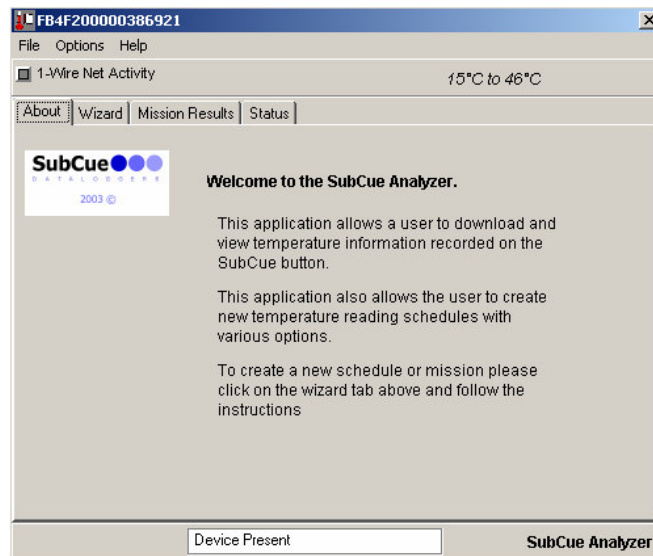 FB4F200000386921
File Options Help
1-Wire Net Activity
15°C to 46°C
About Wizard Mission Results Status
SubCue
DATALOGGERS
2003 ©
Welcome to the SubCue Analyzer.
This application allows a user to download and
view temperature information recorded on the
SubCue button.
This application also allows the user to create
new temperature reading schedules with
various options.
To create a new schedule or mission please
click on the wizard tab above and follow the
instructions
Device Present
SubCue Analyzer